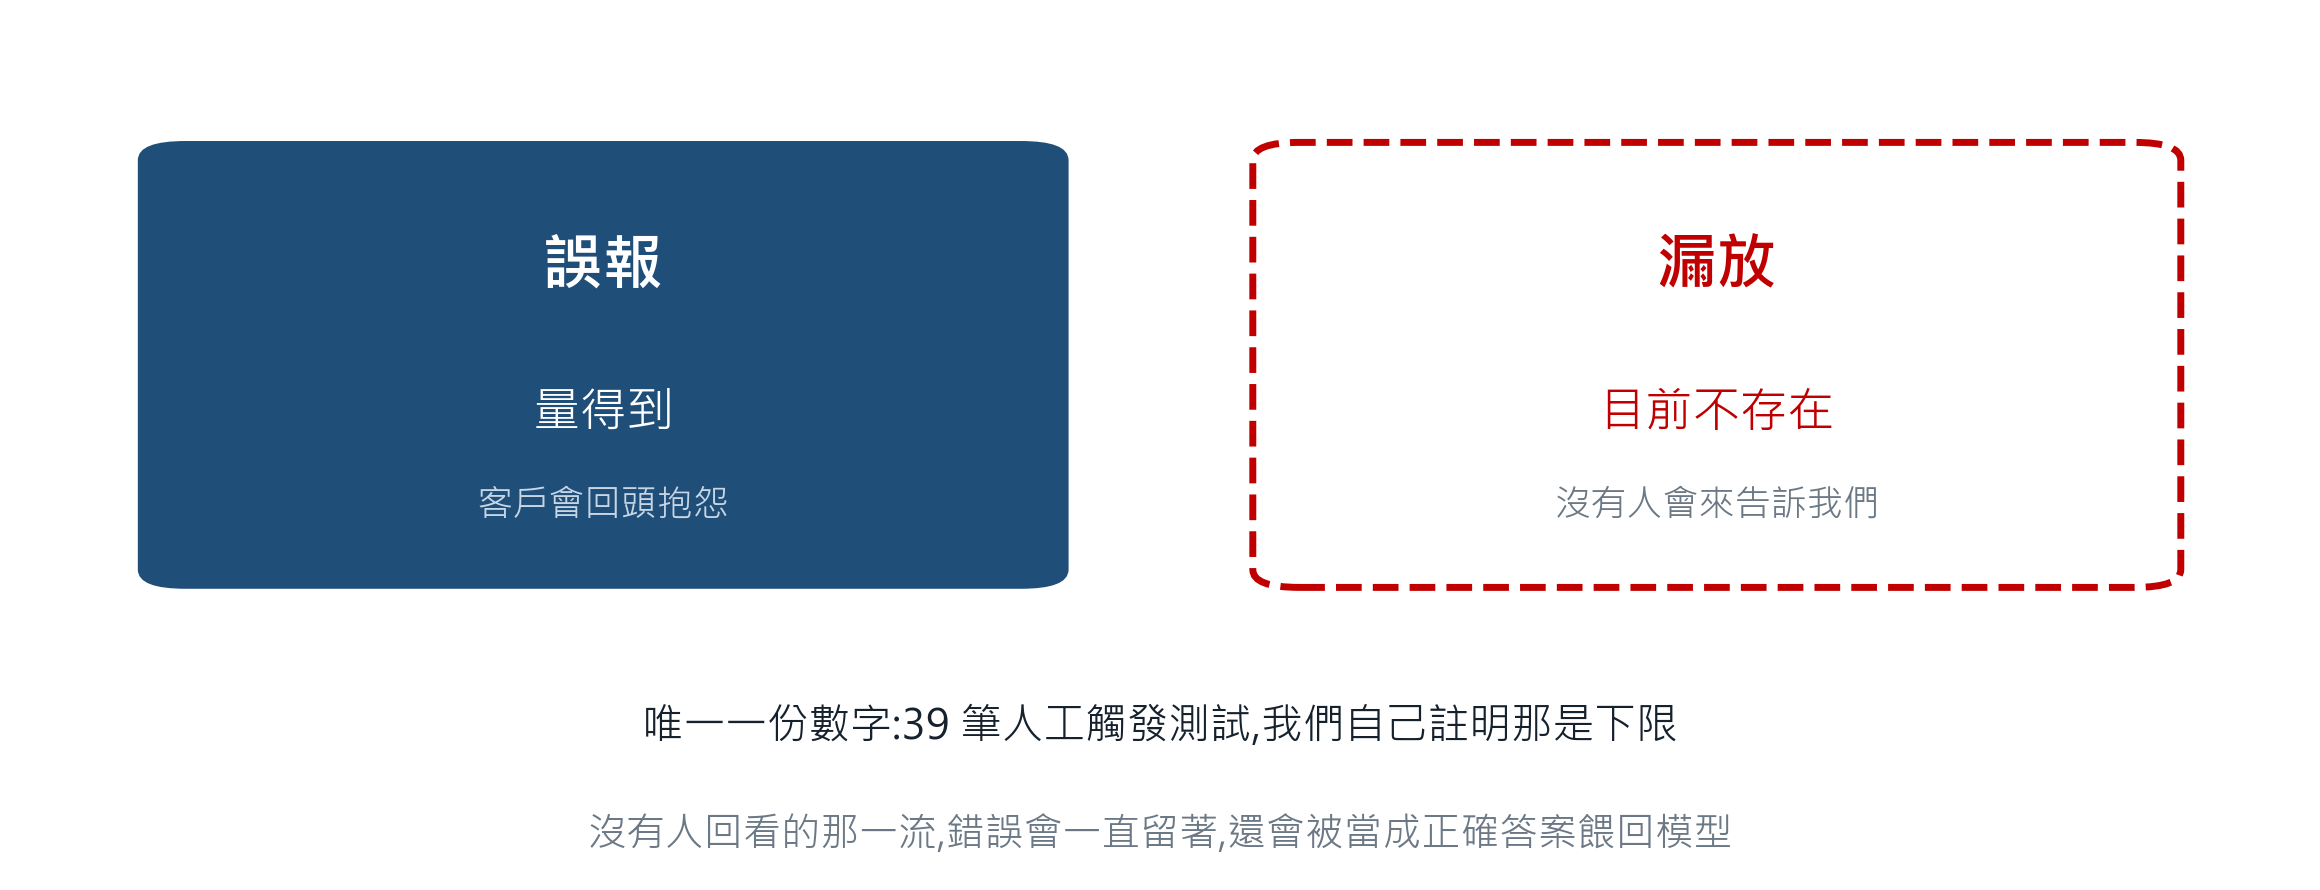 誤報
量得到
客戶會回頭抱怨
漏放
目前不存在
沒有人會來告訴我們
唯一一份數字:39 筆人工觸發測試,我們自己註明那是下限
沒有人回看的那一流,錯誤會一直留著,還會被當成正確答案餵回模型